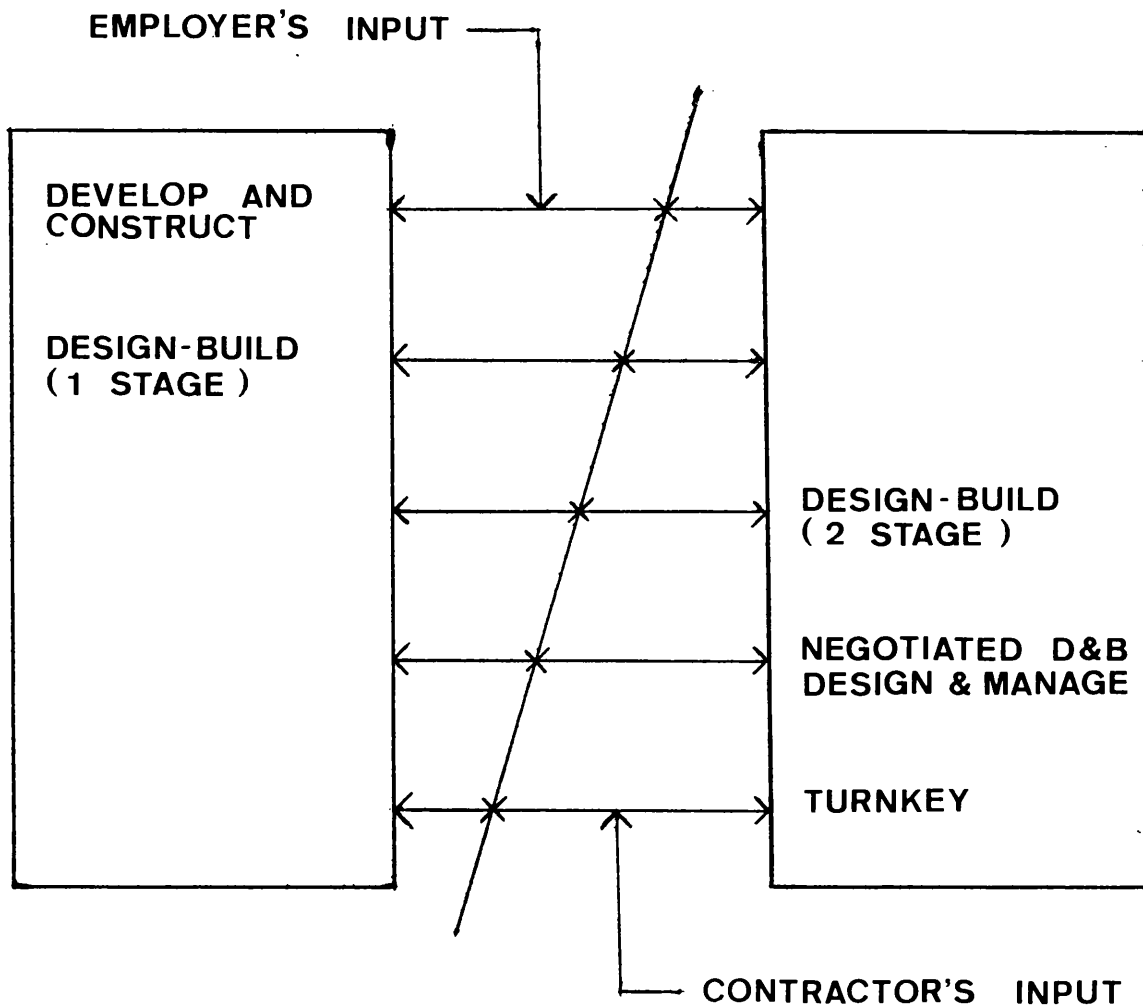 EMPLOYER'S INPUT
DEVELOP AND
CONSTRUCT
DESIGN-BUILD
( 1 STAGE )
DESIGN-BUILD
( 2 STAGE )
NEGOTIATED D&B
DESIGN & MANAGE
TURNKEY
CONTRACTOR'S INPUT